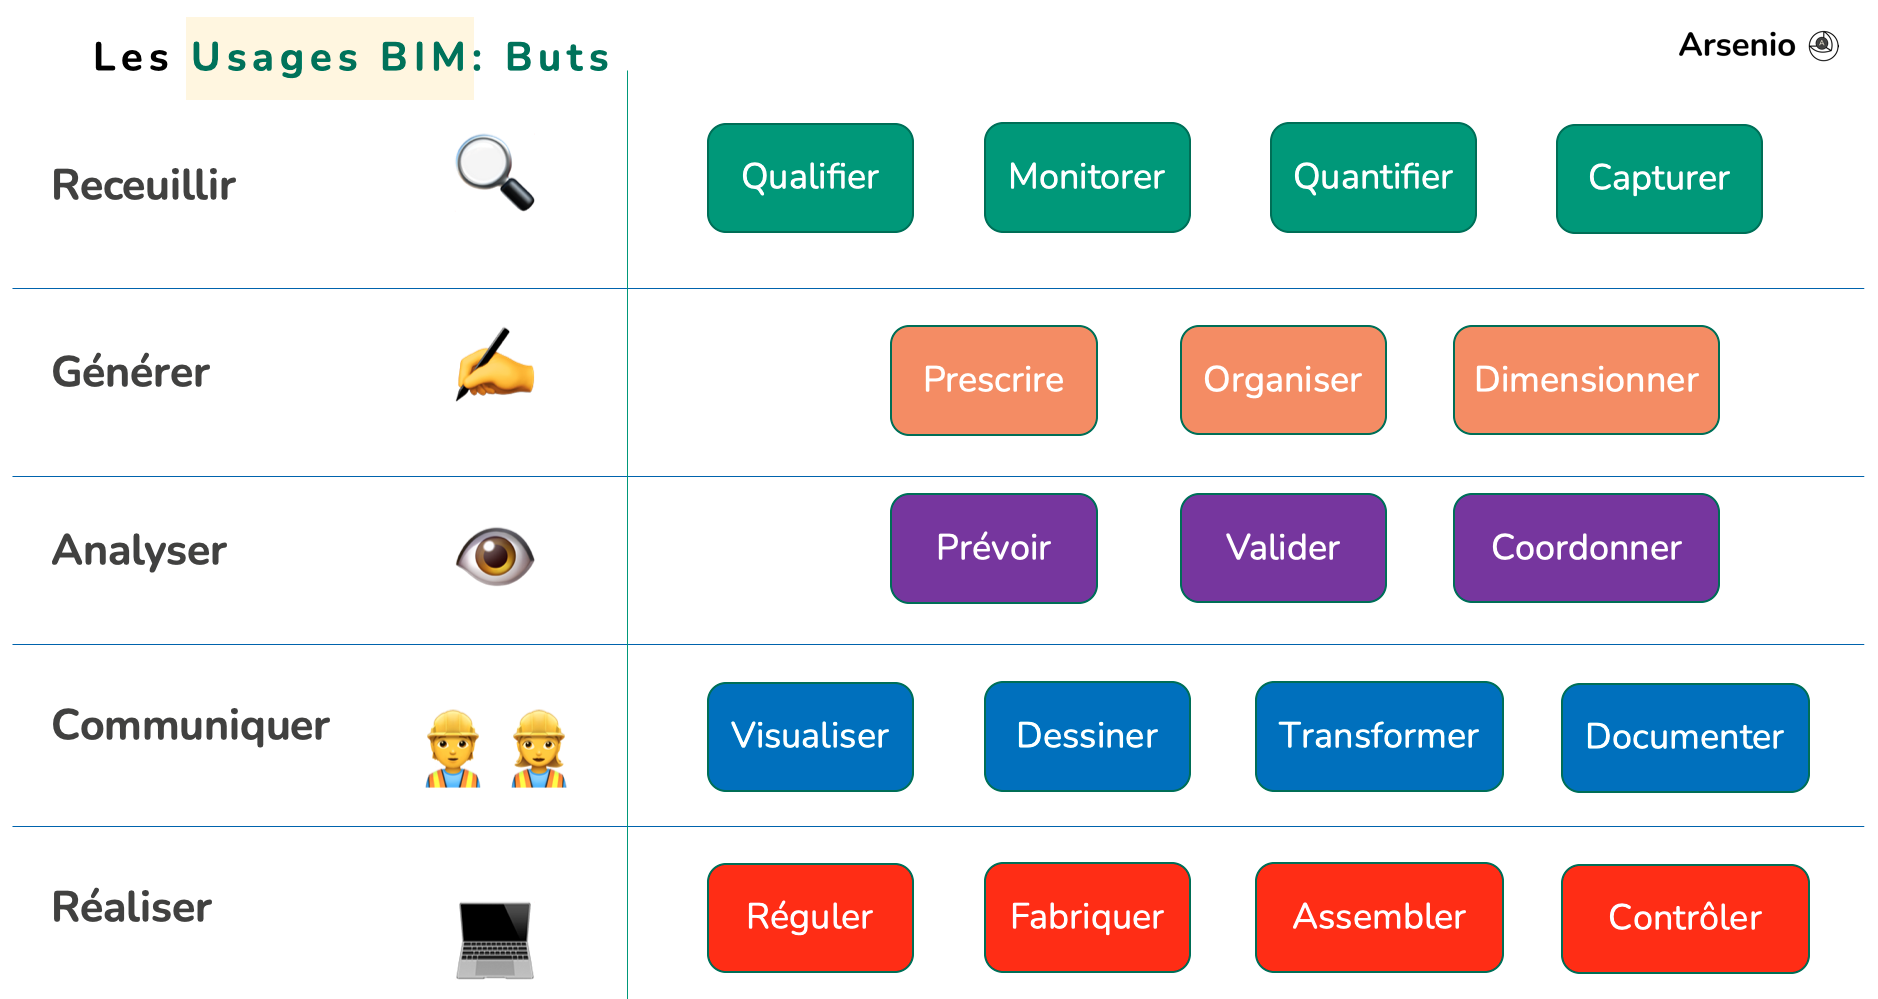 Les Usages BIM: Buts
Arsenio
Receuillir
Qualifier
Monitorer
Quantifier
Capturer
Générer
Prescrire
Organiser
Dimensionner
Analyser
Prévoir
Valider
Coordonner
Communiquer
Visualiser
Dessiner
Transformer
Documenter
Réaliser
Réguler
Fabriquer
Assembler
Contrôler